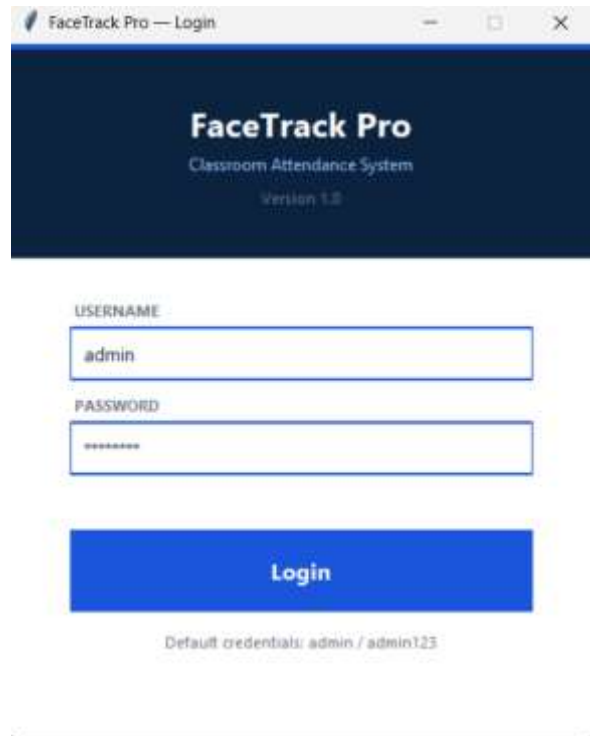 FaceTrack Pro — Login
FaceTrack Pro
Classroom Attendance System
Version 1.0
USERNAME
admin
PASSWORD
********
Login
Default credentials: admin / admin123